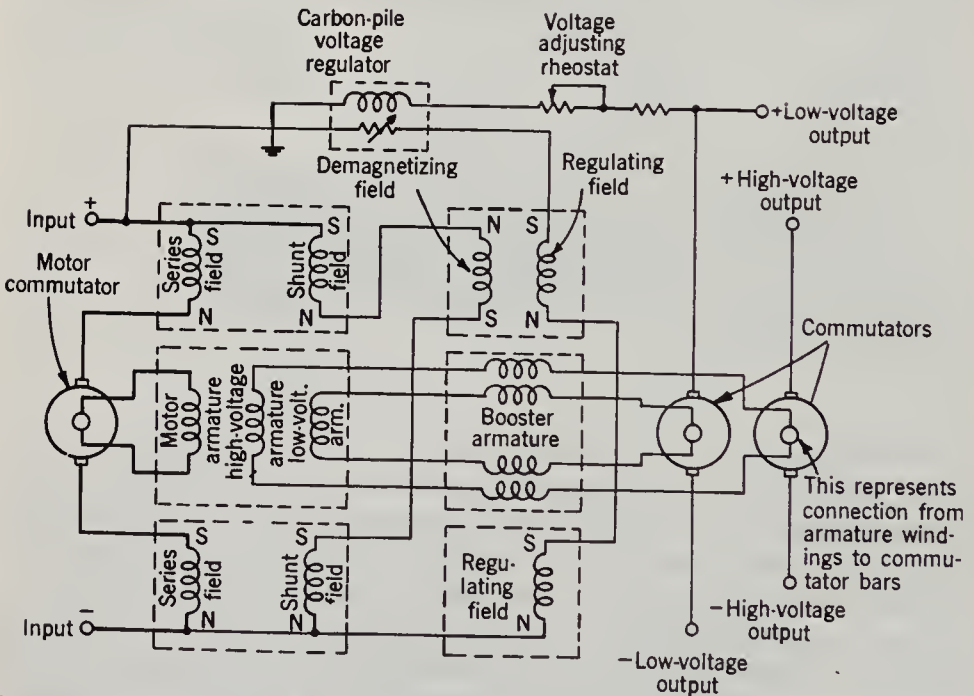 Carbon-pile
voltage
regulator
Voltage
adjusting
rheostat
+Low-voltage
output
Demagnetizing
field
Regulating
field
+High-voltage
output
Input
+
Series
field
S
N
Shunt
field
S
N
N
S
S
N
Motor
commutator
Commutators
Motor
armature
high-voltage
armature
low-volt.
arm.
Booster
armature
This represents
connection from
armature wind-
ings to commu-
tator bars
Series
field
S
N
Shunt
field
S
N
Regu-
lating
field
S
N
Input
−
−High-voltage
output
−Low-voltage
output